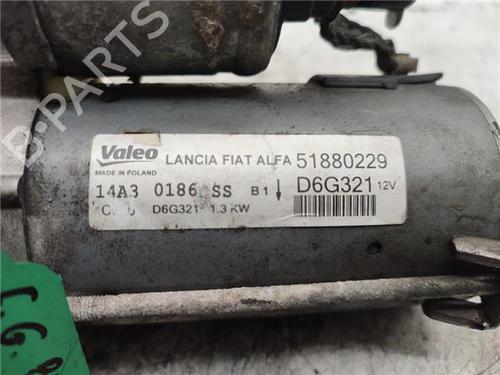 Valeo LANCIA FIAT ALFA 51880229
MADE IN POLAND
14A3 0186 SS B1 D6G321 12V
D6G321 1.3 KW
B-PARTS